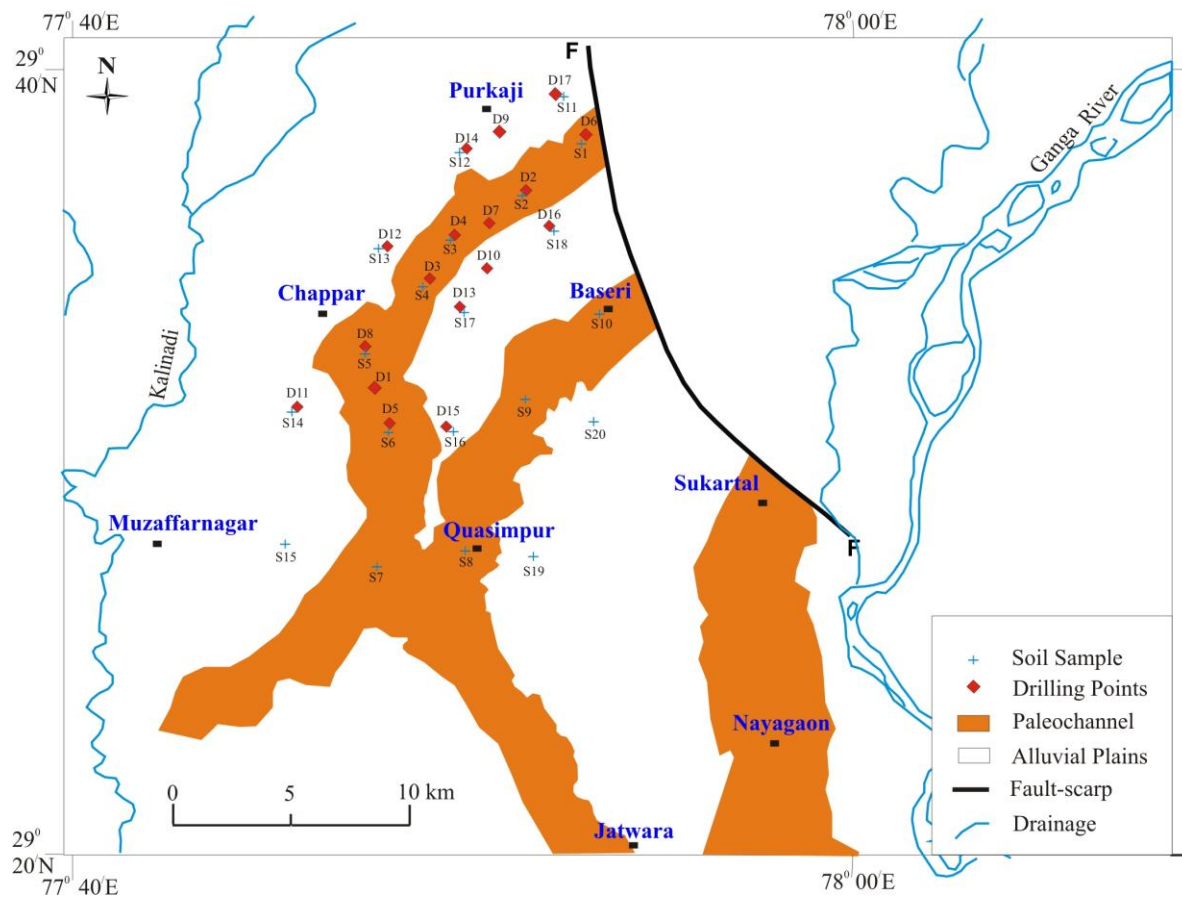 77° 40′E
78° 00′E
29°
40′N
N
F
D17
S11
Purkaji
D9
D6
S1
D14
S12
D2
S2
D7
D16
S18
D4
S3
D12
S13
D10
D3
S4
D13
S17
Chappar
Baseri
S10
Ganga River
Kalinadi
D8
S5
D1
D11
S14
D5
S6
D15
S16
S9
S20
Sukartal
Muzaffarnagar
S15
S7
Quasimpur
S8
S19
F
Nayagaon
Jatwara
0 5 10 km
Soil Sample
Drilling Points
Paleochannel
Alluvial Plains
Fault-scarp
Drainage
29°
20′N
77° 40′E
78° 00′E